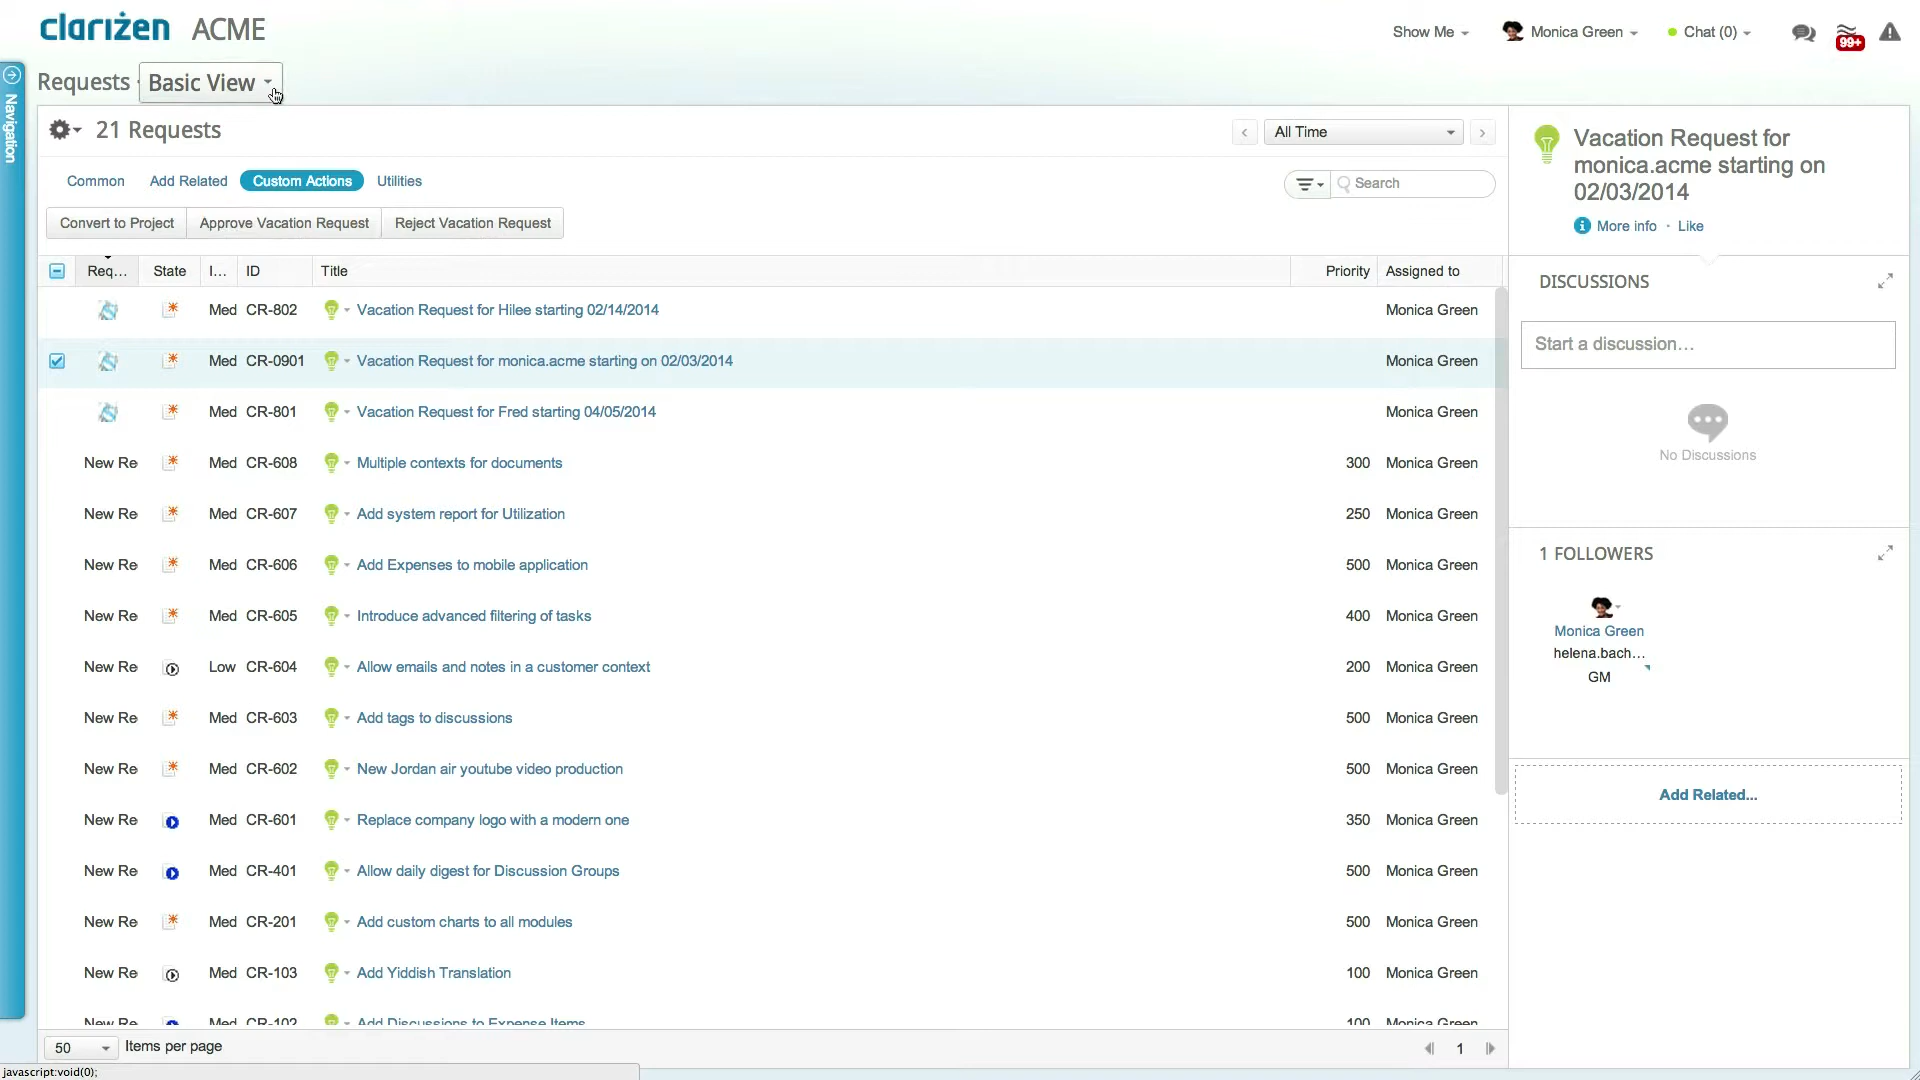 clarizen ACME
Show Me
Monica Green
Chat (0)
99+
Navigation
Requests
Basic View
21 Requests
All Time
Common Add Related Custom Actions Utilities
Search
Convert to Project Approve Vacation Request Reject Vacation Request
Req... State I... ID Title Priority Assigned to
Med CR-802 Vacation Request for Hilee starting 02/14/2014 Monica Green
Med CR-0901 Vacation Request for monica.acme starting on 02/03/2014 Monica Green
Med CR-801 Vacation Request for Fred starting 04/05/2014 Monica Green
New Re Med CR-608 Multiple contexts for documents 300 Monica Green
New Re Med CR-607 Add system report for Utilization 250 Monica Green
New Re Med CR-606 Add Expenses to mobile application 500 Monica Green
New Re Med CR-605 Introduce advanced filtering of tasks 400 Monica Green
New Re Low CR-604 Allow emails and notes in a customer context 200 Monica Green
New Re Med CR-603 Add tags to discussions 500 Monica Green
New Re Med CR-602 New Jordan air youtube video production 500 Monica Green
New Re Med CR-601 Replace company logo with a modern one 350 Monica Green
New Re Med CR-401 Allow daily digest for Discussion Groups 500 Monica Green
New Re Med CR-201 Add custom charts to all modules 500 Monica Green
New Re Med CR-103 Add Yiddish Translation 100 Monica Green
New Re Med CR-102 Add Discussions to Expense Items 100 Monica Green
50 Items per page
1
javascript:void(0);
Vacation Request for
monica.acme starting on
02/03/2014
More info · Like
DISCUSSIONS
Start a discussion...
No Discussions
1 FOLLOWERS
Monica Green
helena.bach...
GM
Add Related...